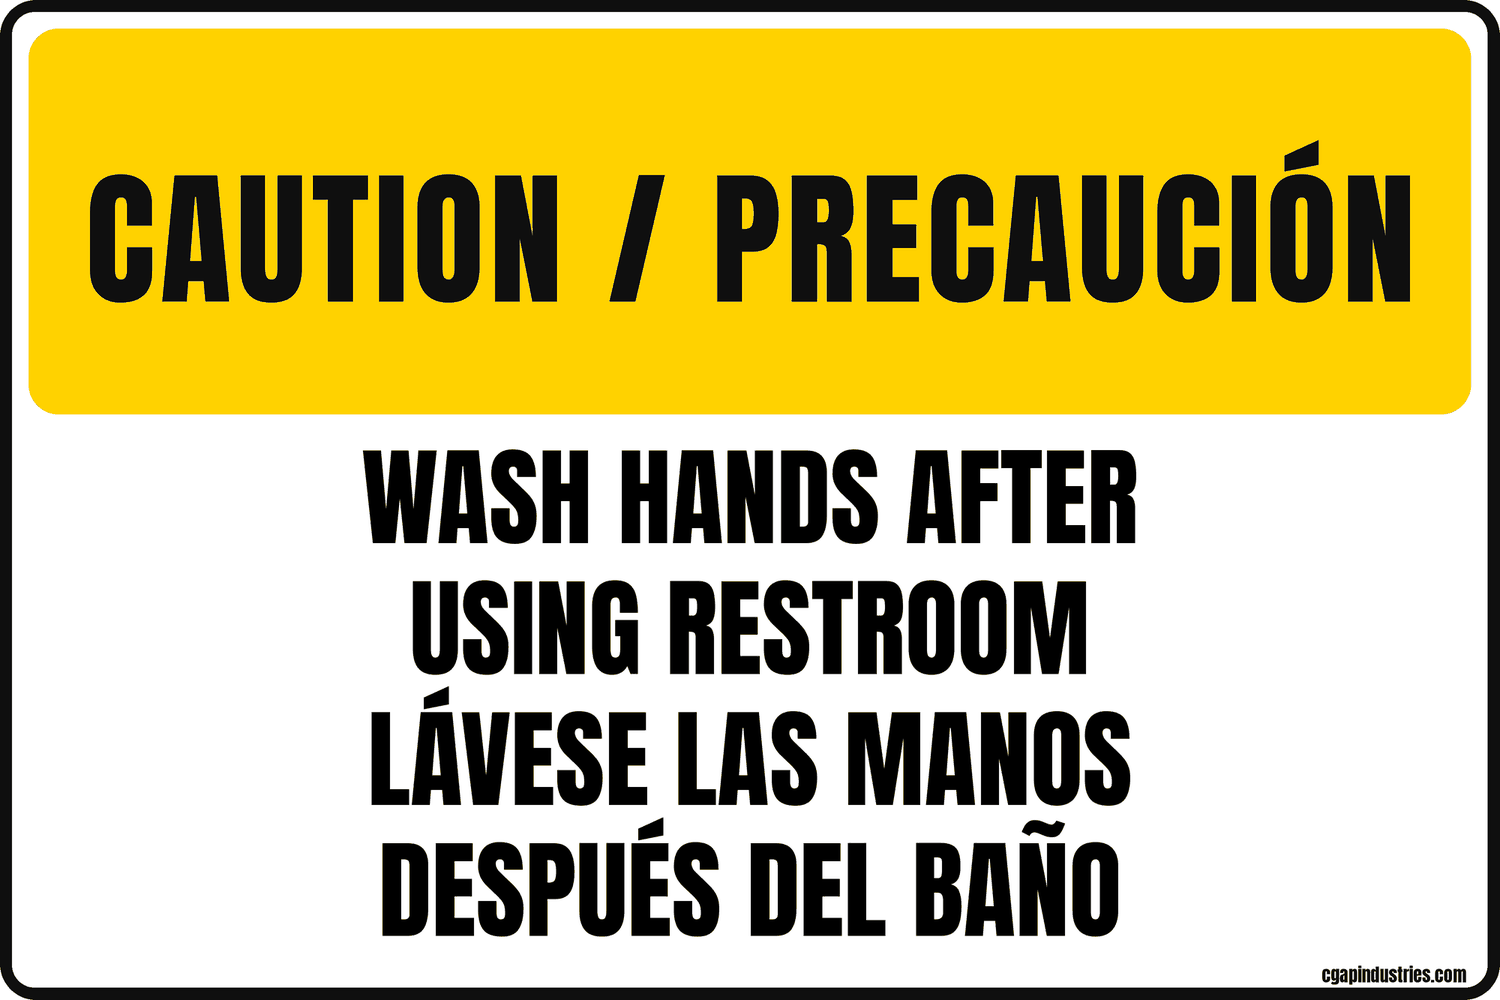 CAUTION / PRECAUCIÓN
WASH HANDS AFTER
USING RESTROOM
LÁVESE LAS MANOS
DESPUÉS DEL BAÑO
cgapindustries.com